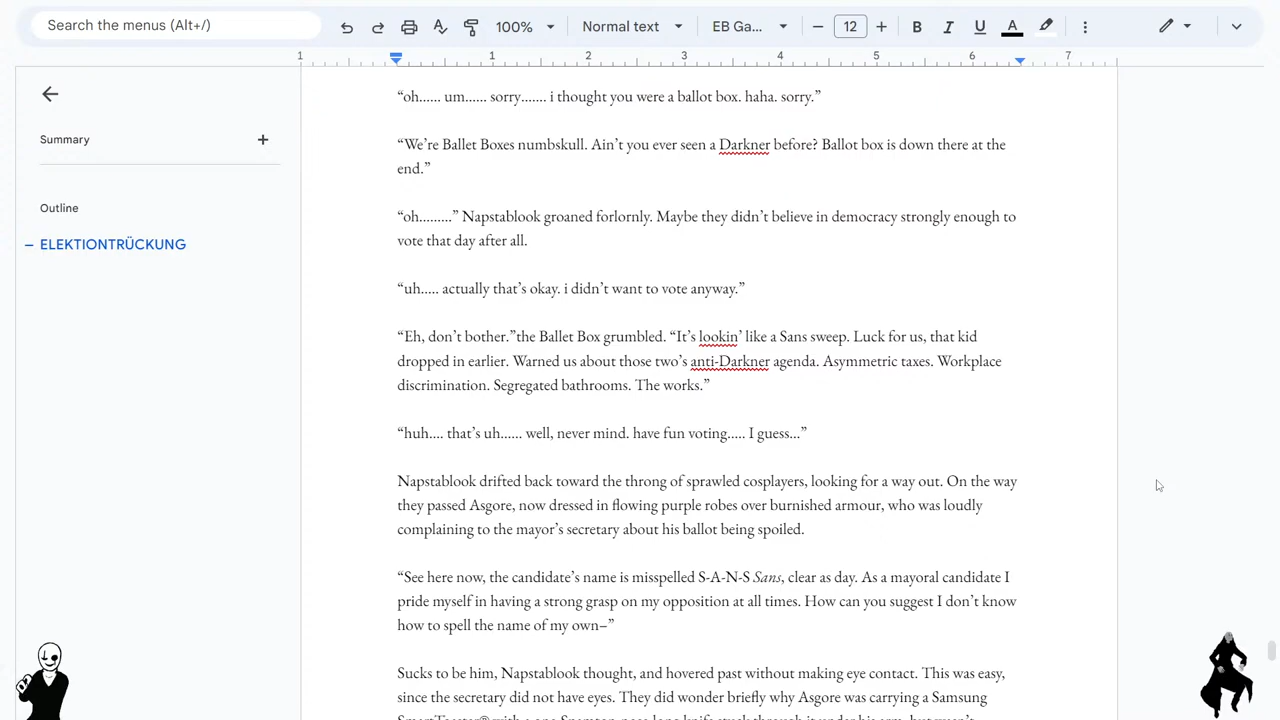 Search the menus (Alt+/)
100%
Normal text
EB Ga...
12
B
I
U
A
1
1
2
3
4
5
6
7
Summary
Outline
ELEKTIONTRÜCKUNG
“oh...... um...... sorry....... i thought you were a ballot box. haha. sorry.”
“We’re Ballet Boxes numbskull. Ain’t you ever seen a Darkner before? Ballot box is down there at the
end.”
“oh.........” Napstablook groaned forlornly. Maybe they didn’t believe in democracy strongly enough to
vote that day after all.
“uh..... actually that’s okay. i didn’t want to vote anyway.”
“Eh, don’t bother.”the Ballet Box grumbled. “It’s lookin’ like a Sans sweep. Luck for us, that kid
dropped in earlier. Warned us about those two’s anti-Darkner agenda. Asymmetric taxes. Workplace
discrimination. Segregated bathrooms. The works.”
“huh.... that’s uh...... well, never mind. have fun voting..... I guess...”
Napstablook drifted back toward the throng of sprawled cosplayers, looking for a way out. On the way
they passed Asgore, now dressed in flowing purple robes over burnished armour, who was loudly
complaining to the mayor’s secretary about his ballot being spoiled.
“See here now, the candidate’s name is misspelled S-A-N-S Sans, clear as day. As a mayoral candidate I
pride myself in having a strong grasp on my opposition at all times. How can you suggest I don’t know
how to spell the name of my own–”
Sucks to be him, Napstablook thought, and hovered past without making eye contact. This was easy,
since the secretary did not have eyes. They did wonder briefly why Asgore was carrying a Samsung